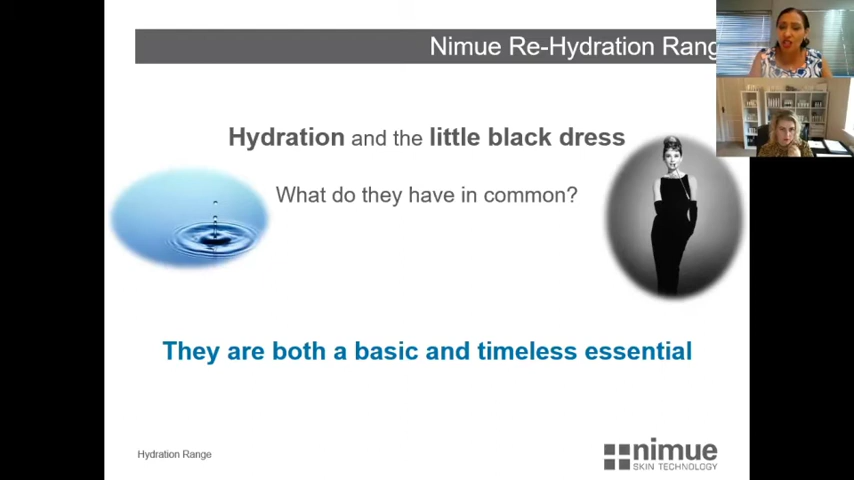 Nimue Re-Hydration Rang
Hydration and the little black dress
What do they have in common?
They are both a basic and timeless essential
Hydration Range
nimue
SKIN TECHNOLOGY